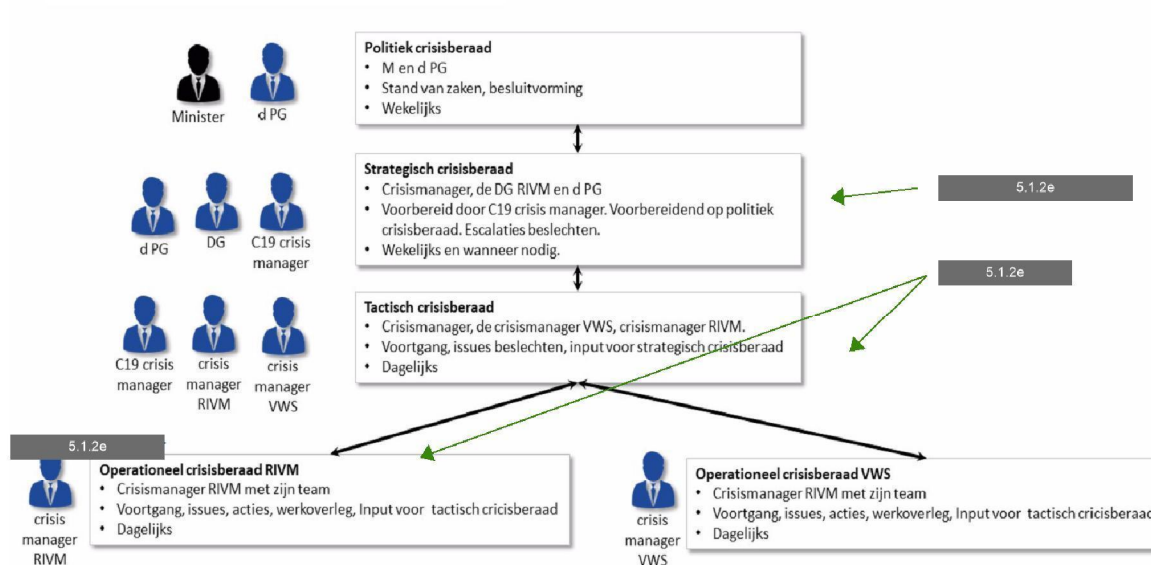 Politiek crisisberaad
• M en d PG
• Stand van zaken, besluitvorming
• Wekelijks
Minister
d PG
Strategisch crisisberaad
• Crisismanager, de DG RIVM en d PG
• Voorbereid door C19 crisis manager. Voorbereidend op politiek
crisisberaad. Escalaties beslechten.
• Wekelijks en wanneer nodig.
d PG
DG
C19 crisis
manager
5.1.2e
5.1.2e
Tactisch crisisberaad
• Crisismanager, de crisismanager VWS, crisismanager RIVM.
• Voortgang, issues beslechten, input voor strategisch crisisberaad
• Dagelijks
C19 crisis
manager
crisis
manager
RIVM
crisis
manager
VWS
5.1.2e
Operationeel crisisberaad RIVM
• Crisismanager RIVM met zijn team
• Voortgang, issues, acties, werkoverleg, Input voor tactisch cricisberaad
• Dagelijks
crisis
manager
RIVM
Operationeel crisisberaad VWS
• Crisismanager RIVM met zijn team
• Voortgang, issues, acties, werkoverleg, Input voor tactisch cricisberaad
• Dagelijks
crisis
manager
VWS